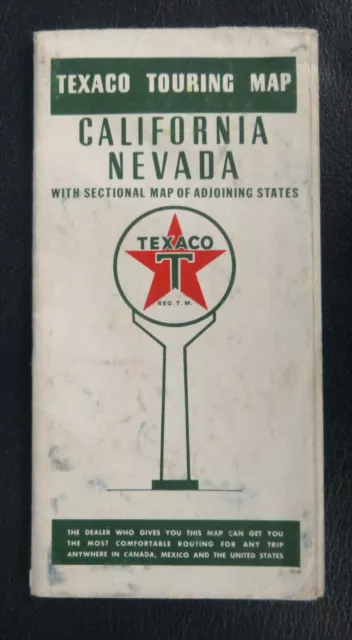 TEXACO TOURING MAP
CALIFORNIA
NEVADA
WITH SECTIONAL MAP OF ADJOINING STATES
TEXACO
T
REG. T. M.
THE DEALER WHO GIVES YOU THIS MAP CAN GET YOU
THE MOST COMFORTABLE ROUTING FOR ANY TRIP
ANYWHERE IN CANADA, MEXICO AND THE UNITED STATES